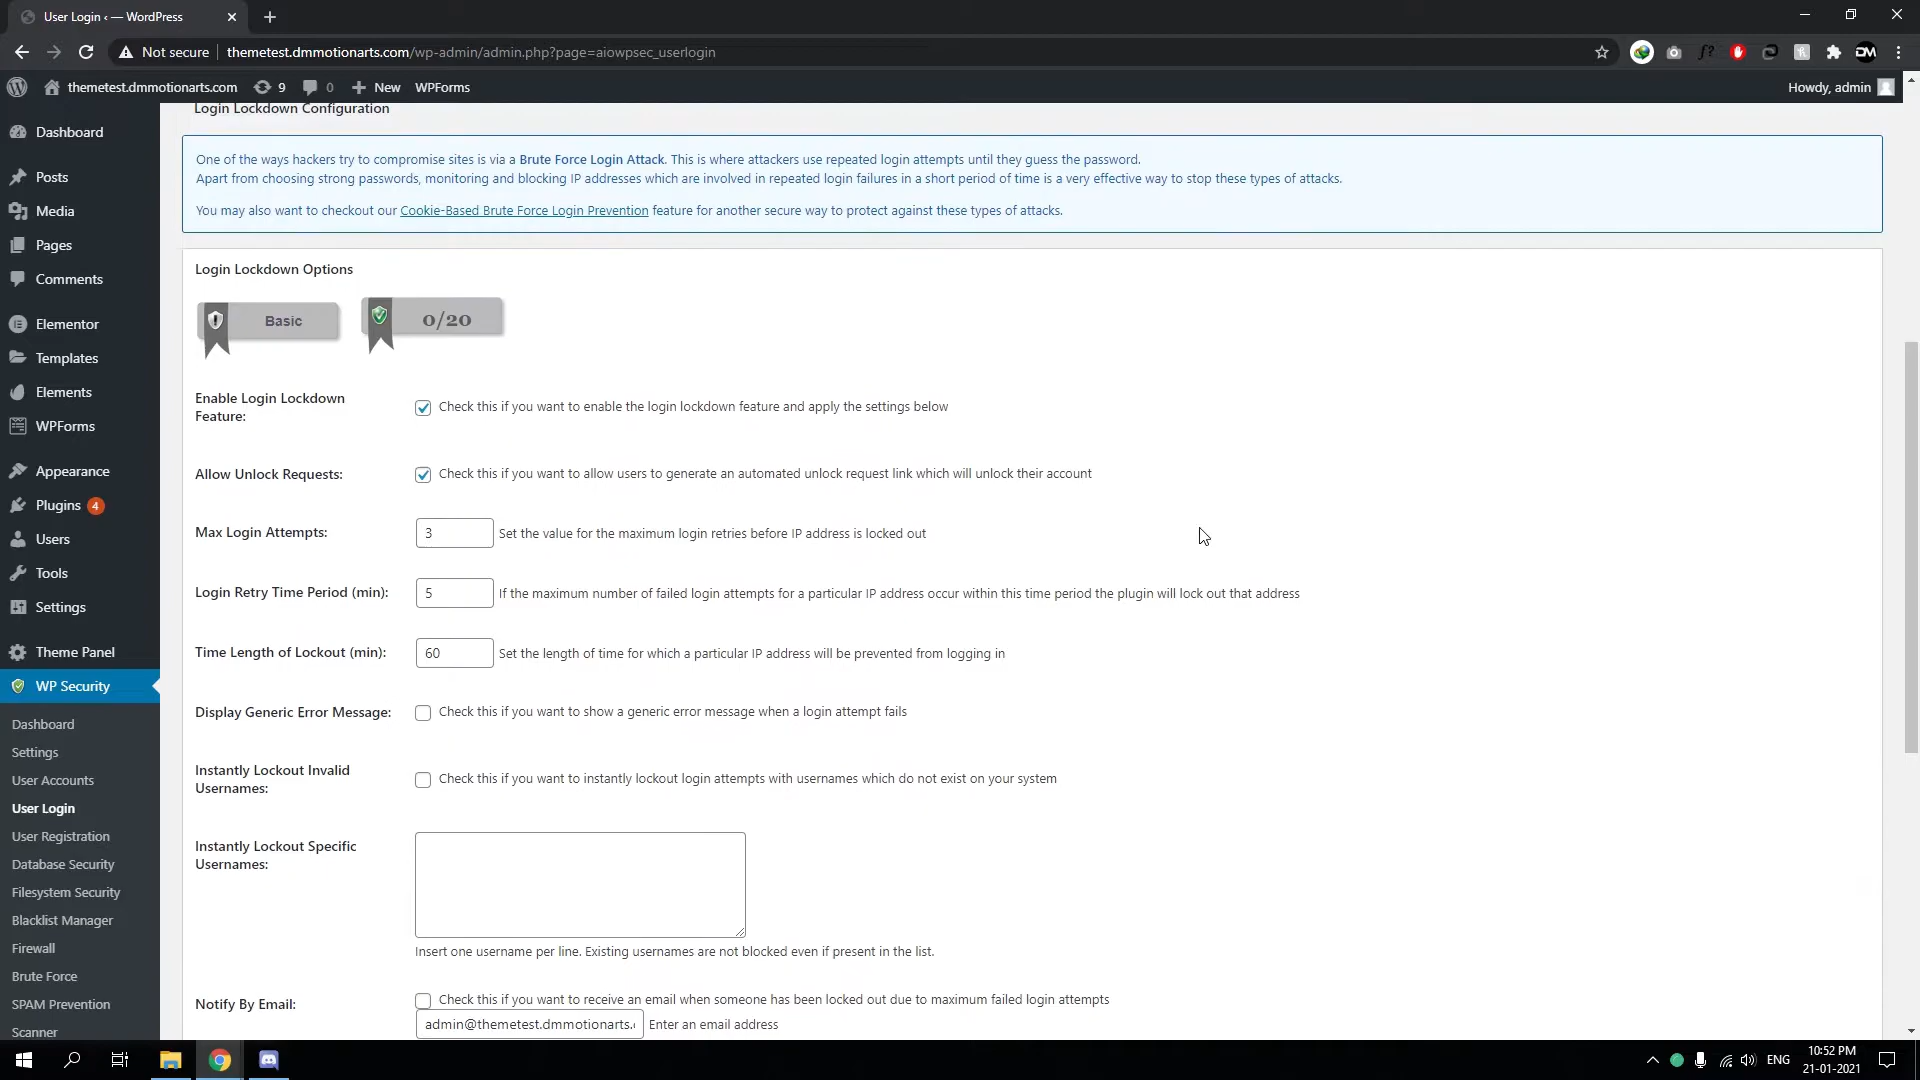 User Login ‹ — WordPress
Not secure
themetest.dmmotionarts.com/wp-admin/admin.php?page=aiowpsec_userlogin
f?
DM
themetest.dmmotionarts.com
9
0
New
WPForms
Howdy, admin
Dashboard
Posts
Media
Pages
Comments
Elementor
Templates
Elements
WPForms
Appearance
Plugins 4
Users
Tools
Settings
Theme Panel
WP Security
Dashboard
Settings
User Accounts
User Login
User Registration
Database Security
Filesystem Security
Blacklist Manager
Firewall
Brute Force
SPAM Prevention
Scanner
Login Lockdown Configuration
One of the ways hackers try to compromise sites is via a Brute Force Login Attack. This is where attackers use repeated login attempts until they guess the password.
Apart from choosing strong passwords, monitoring and blocking IP addresses which are involved in repeated login failures in a short period of time is a very effective way to stop these types of attacks.
You may also want to checkout our Cookie-Based Brute Force Login Prevention feature for another secure way to protect against these types of attacks.
Login Lockdown Options
Basic
0/20
Enable Login Lockdown
Feature:
Check this if you want to enable the login lockdown feature and apply the settings below
Allow Unlock Requests:
Check this if you want to allow users to generate an automated unlock request link which will unlock their account
Max Login Attempts:
3
Set the value for the maximum login retries before IP address is locked out
Login Retry Time Period (min):
5
If the maximum number of failed login attempts for a particular IP address occur within this time period the plugin will lock out that address
Time Length of Lockout (min):
60
Set the length of time for which a particular IP address will be prevented from logging in
Display Generic Error Message:
Check this if you want to show a generic error message when a login attempt fails
Instantly Lockout Invalid
Usernames:
Check this if you want to instantly lockout login attempts with usernames which do not exist on your system
Instantly Lockout Specific
Usernames:
Insert one username per line. Existing usernames are not blocked even if present in the list.
Notify By Email:
Check this if you want to receive an email when someone has been locked out due to maximum failed login attempts
admin@themetest.dmmotionarts.
Enter an email address
ENG
10:52 PM
21-01-2021